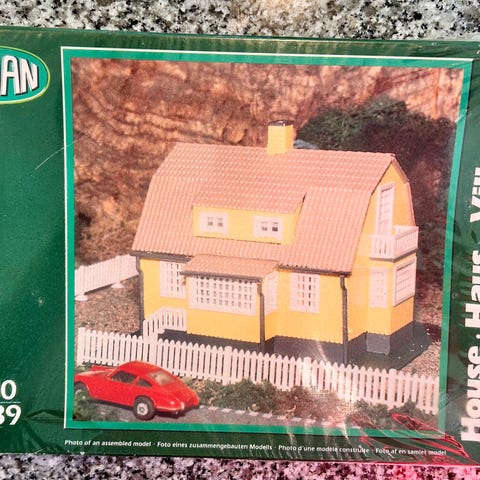 AN
0
39
House · Haus
Photo of an assembled model · Foto eines zusammengebauten Modells · Photo d'une modèle construite · Foto af en samlet model